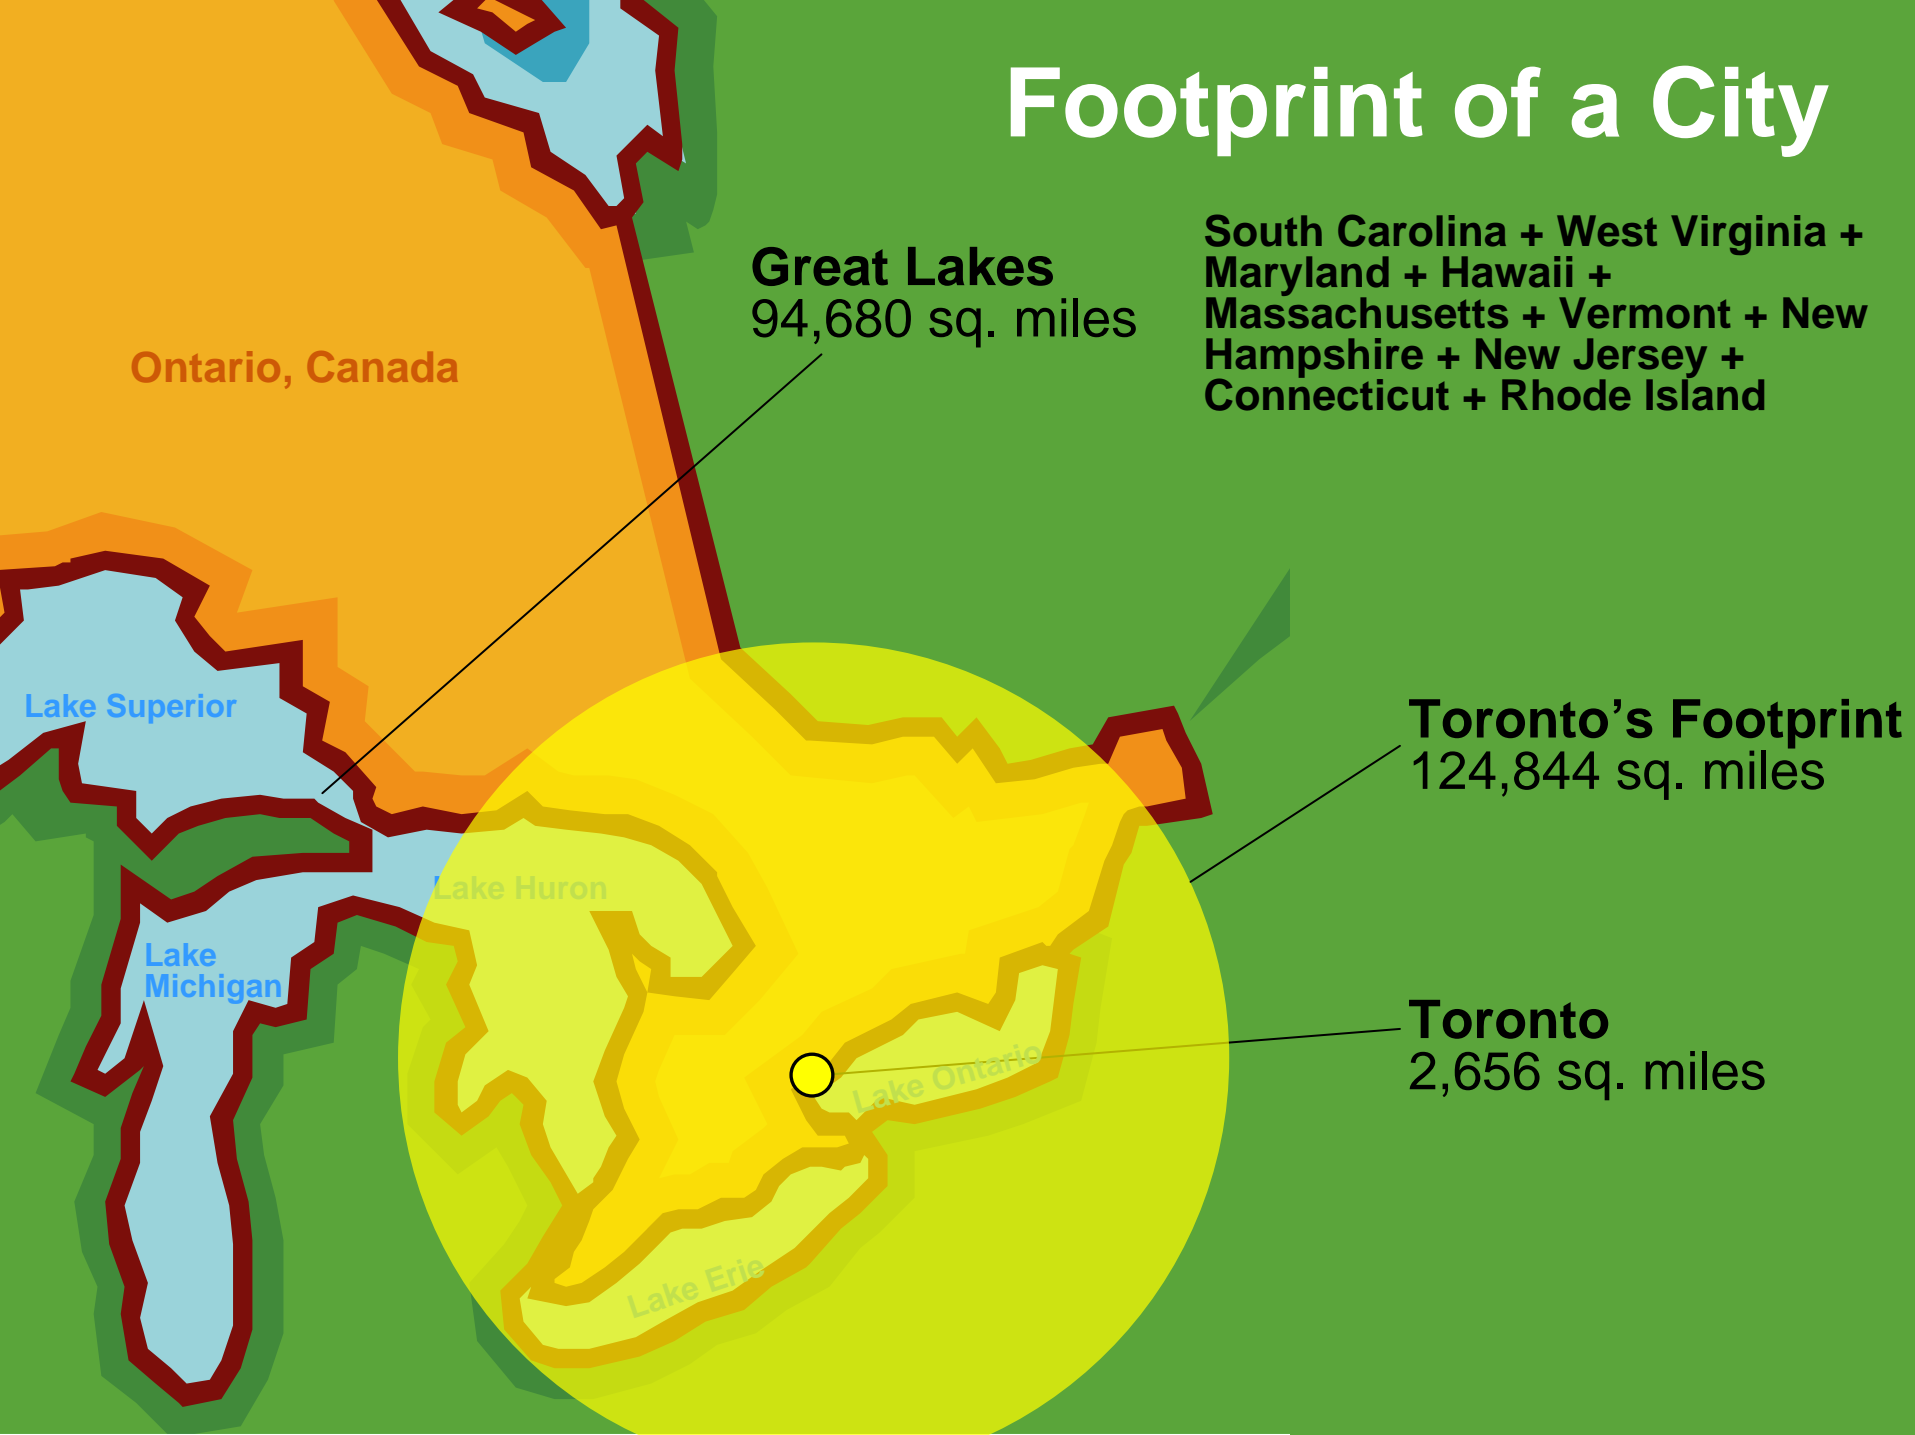 Footprint of a City
South Carolina + West Virginia +
Maryland + Hawaii +
Massachusetts + Vermont + New
Hampshire + New Jersey +
Connecticut + Rhode Island
Great Lakes
94,680 sq. miles
Ontario, Canada
Lake Superior
Toronto’s Footprint
124,844 sq. miles
Lake Huron
Lake
Michigan
Toronto
2,656 sq. miles
Lake Ontario
Lake Erie